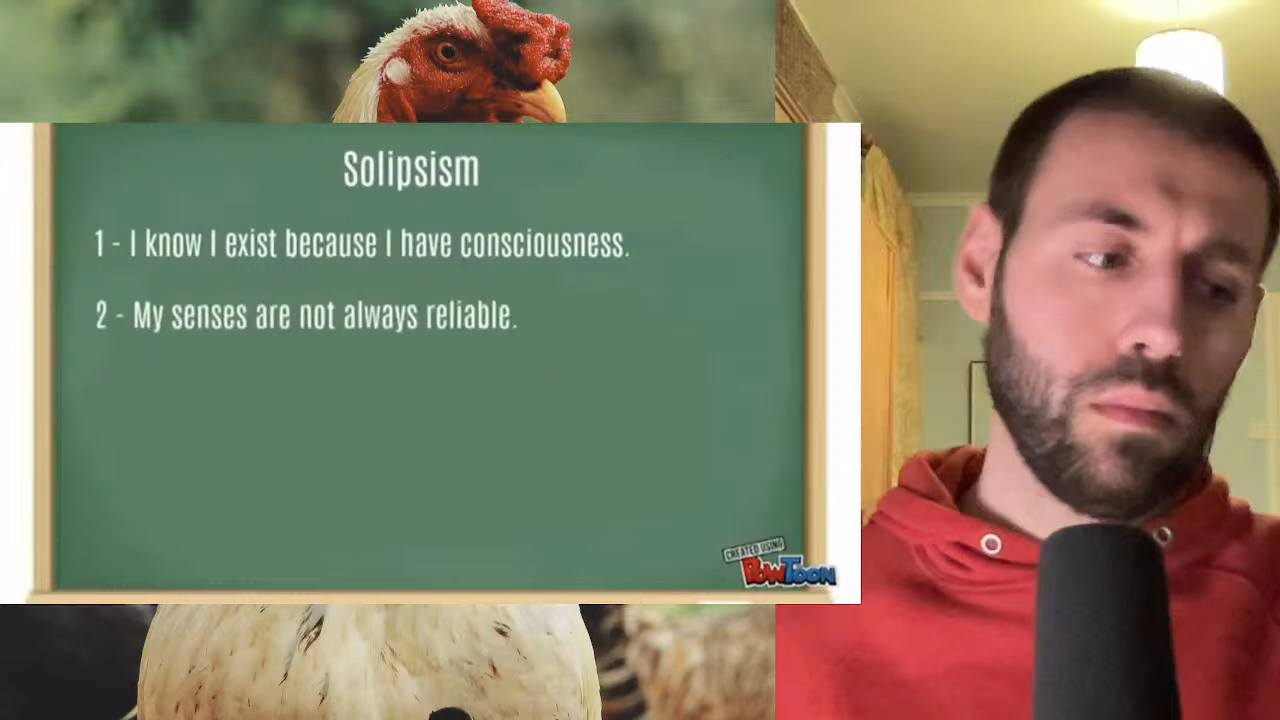 Solipsism
1 - I know I exist because I have consciousness.
2 - My senses are not always reliable.
CREATED USING
POWTOON